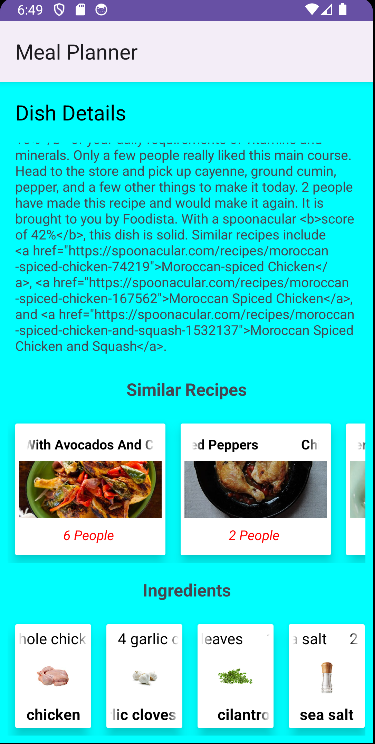 6:49
Meal Planner
Dish Details
of your daily requirements of vitamins and
minerals. Only a few people really liked this main course.
Head to the store and pick up cayenne, ground cumin,
pepper, and a few other things to make it today. 2 people
have made this recipe and would make it again. It is
brought to you by Foodista. With a spoonacular <b>score
of 42%</b>, this dish is solid. Similar recipes include
<a href="https://spoonacular.com/recipes/moroccan
-spiced-chicken-74219">Moroccan-spiced Chicken</
a>, <a href="https://spoonacular.com/recipes/moroccan
-spiced-chicken-167562">Moroccan Spiced Chicken</a>,
and <a href="https://spoonacular.com/recipes/moroccan
-spiced-chicken-and-squash-1532137">Moroccan Spiced
Chicken and Squash</a>.
Similar Recipes
With Avocados And C
ed Peppers Ch
6 People
2 People
Ingredients
hole chick
4 garlic c
leaves
a salt 2
chicken
lic cloves
cilantro
sea salt